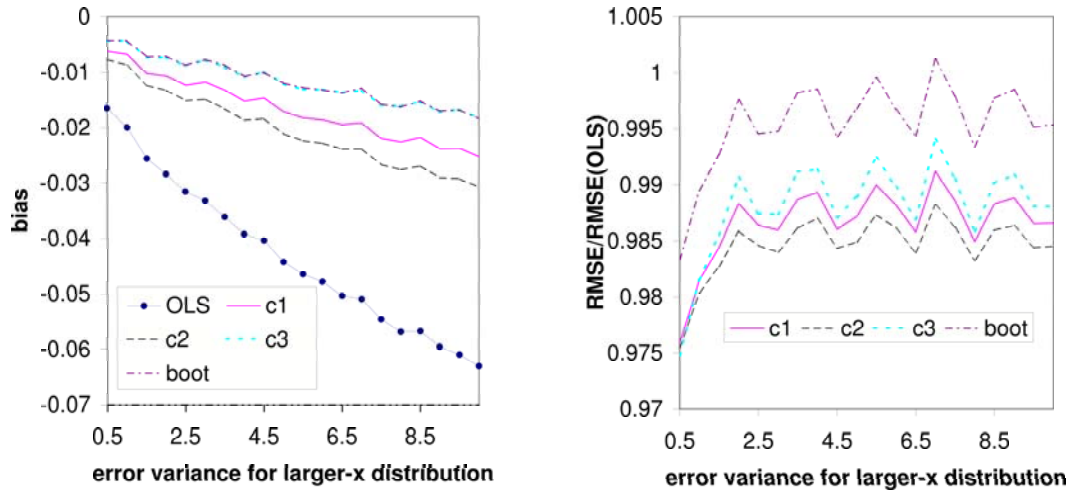 0
-0.01
-0.02
-0.03
-0.04
-0.05
-0.06
-0.07
bias
OLS c1
c2 c3
boot
0.5 2.5 4.5 6.5 8.5
error variance for larger-x distribution
1.005
1
0.995
0.99
0.985
0.98
0.975
0.97
RMSE/RMSE(OLS)
c1 c2 c3 boot
0.5 2.5 4.5 6.5 8.5
error variance for larger-x distribution